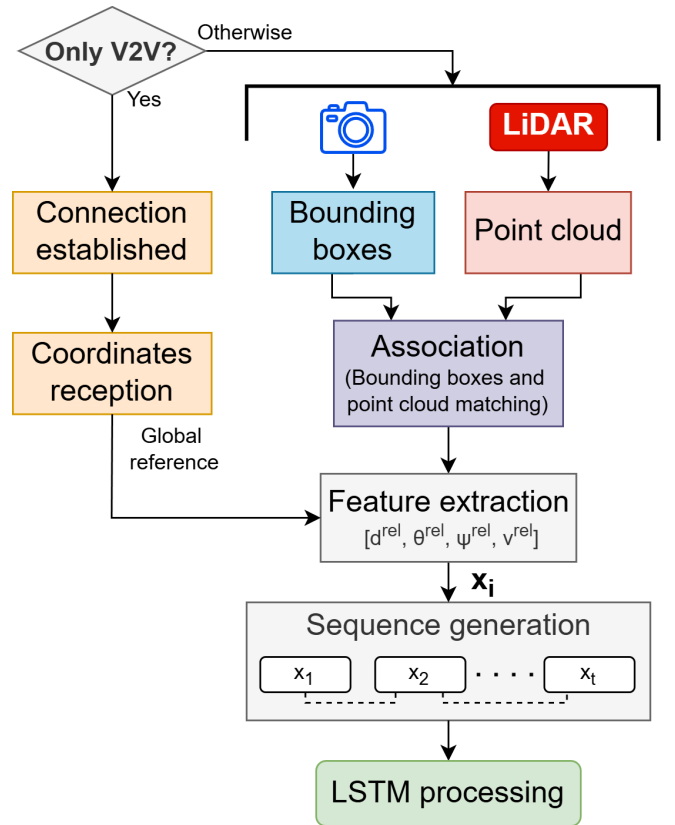 Only V2V?
Otherwise
Yes
LiDAR
Connection
established
Bounding
boxes
Point cloud
Coordinates
reception
Association
(Bounding boxes and
point cloud matching)
Global
reference
Feature extraction
[d^rel, θ^rel, ψ^rel, v^rel]
x_i
Sequence generation
x_1 x_2 · · · · x_t
LSTM processing